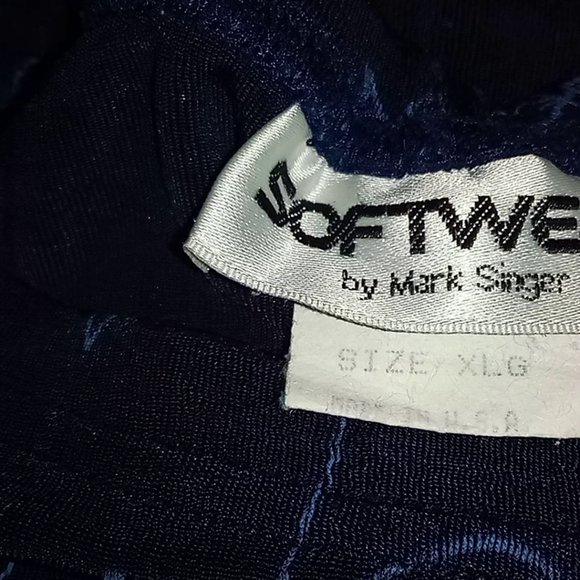 SOFTWE
by Mark Singer
SIZE XLG
MADE IN U.S.A